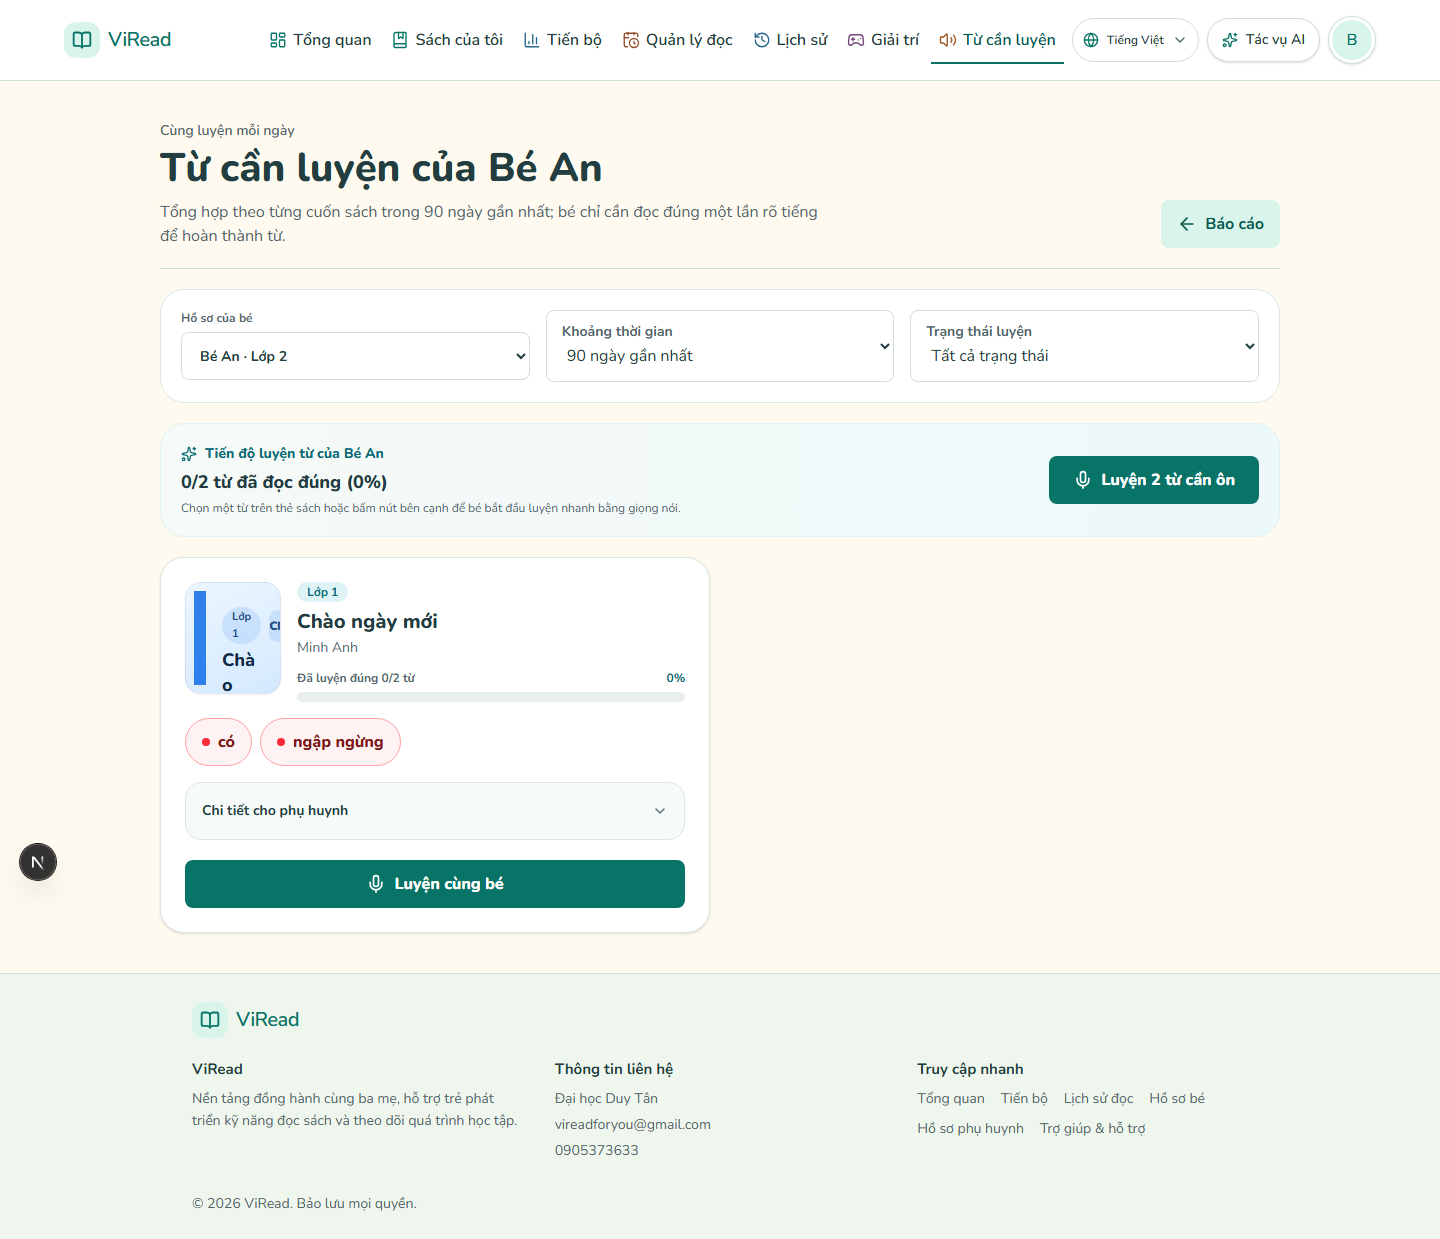 ViRead
Tổng quan
Sách của tôi
Tiến bộ
Quản lý đọc
Lịch sử
Giải trí
Từ cần luyện
Tiếng Việt
Tác vụ AI
B
Cùng luyện mỗi ngày
Từ cần luyện của Bé An
Tổng hợp theo từng cuốn sách trong 90 ngày gần nhất; bé chỉ cần đọc đúng một lần rõ tiếng
để hoàn thành từ.
Báo cáo
Hồ sơ của bé
Bé An · Lớp 2
Khoảng thời gian
90 ngày gần nhất
Trạng thái luyện
Tất cả trạng thái
Tiến độ luyện từ của Bé An
0/2 từ đã đọc đúng (0%)
Chọn một từ trên thẻ sách hoặc bấm nút bên cạnh để bé bắt đầu luyện nhanh bằng giọng nói.
Luyện 2 từ cần ôn
Lớp
1
Chà
o
Lớp 1
Chào ngày mới
Minh Anh
Đã luyện đúng 0/2 từ
0%
có
ngập ngừng
Chi tiết cho phụ huynh
Luyện cùng bé
N
ViRead
ViRead
Nền tảng đồng hành cùng ba mẹ, hỗ trợ trẻ phát
triển kỹ năng đọc sách và theo dõi quá trình học tập.
Thông tin liên hệ
Đại học Duy Tân
vireadforyou@gmail.com
0905373633
Truy cập nhanh
Tổng quan
Tiến bộ
Lịch sử đọc
Hồ sơ bé
Hồ sơ phụ huynh
Trợ giúp & hỗ trợ
© 2026 ViRead. Bảo lưu mọi quyền.